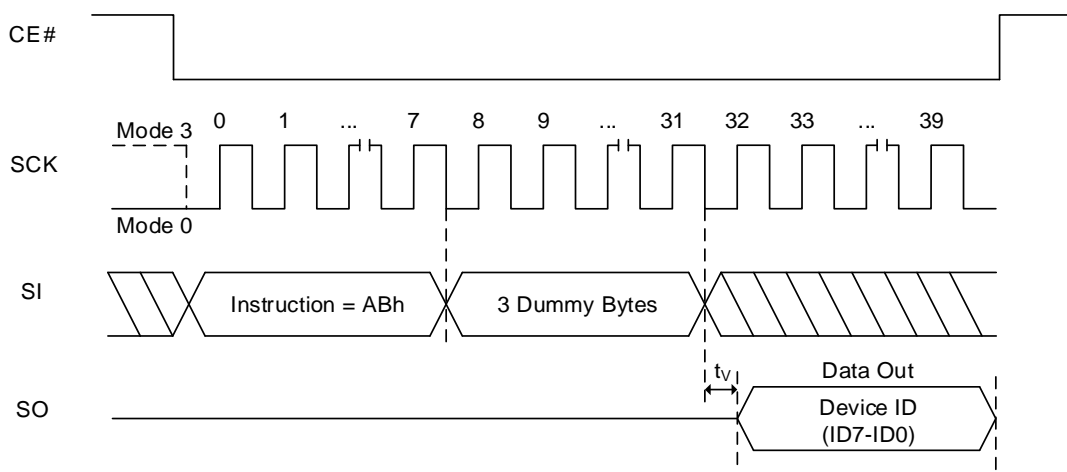 CE#
0 1 ... 7 8 9 ... 31 32 33 ... 39
Mode 3
SCK
Mode 0
SI
Instruction = ABh
3 Dummy Bytes
tV
Data Out
SO
Device ID
(ID7-ID0)